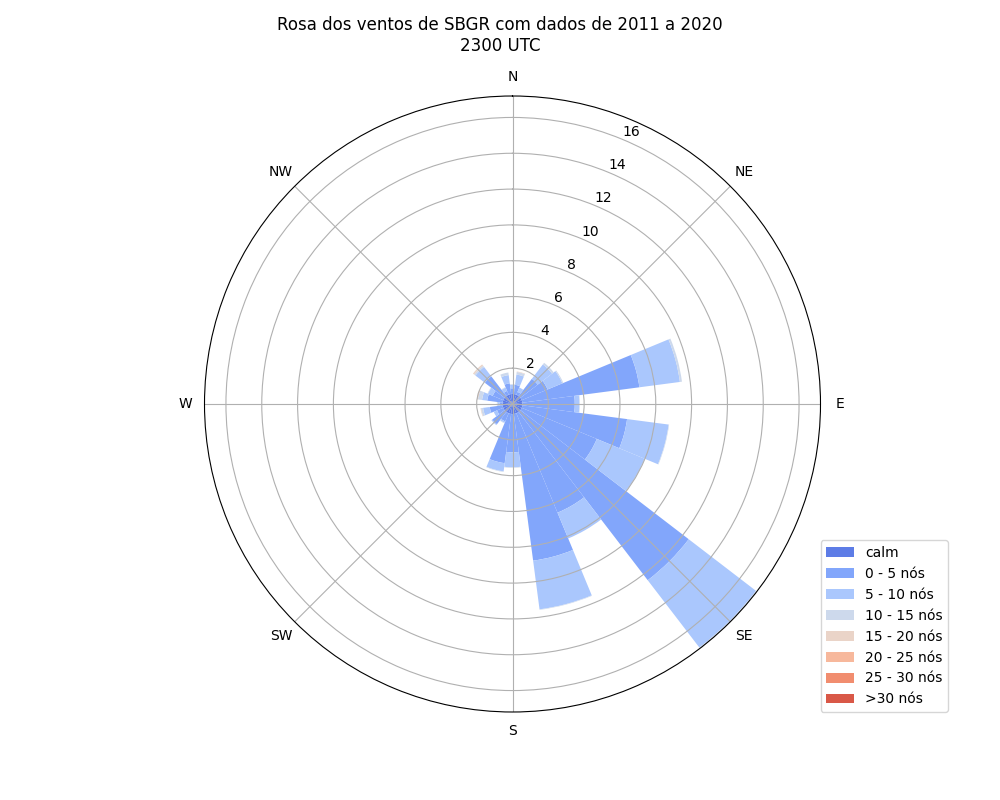 Rosa dos ventos de SBGR com dados de 2011 a 2020
2300 UTC
N
NW
NE
16
14
12
10
8
6
4
2
W
E
SW
SE
S
calm
0 - 5 nós
5 - 10 nós
10 - 15 nós
15 - 20 nós
20 - 25 nós
25 - 30 nós
>30 nós